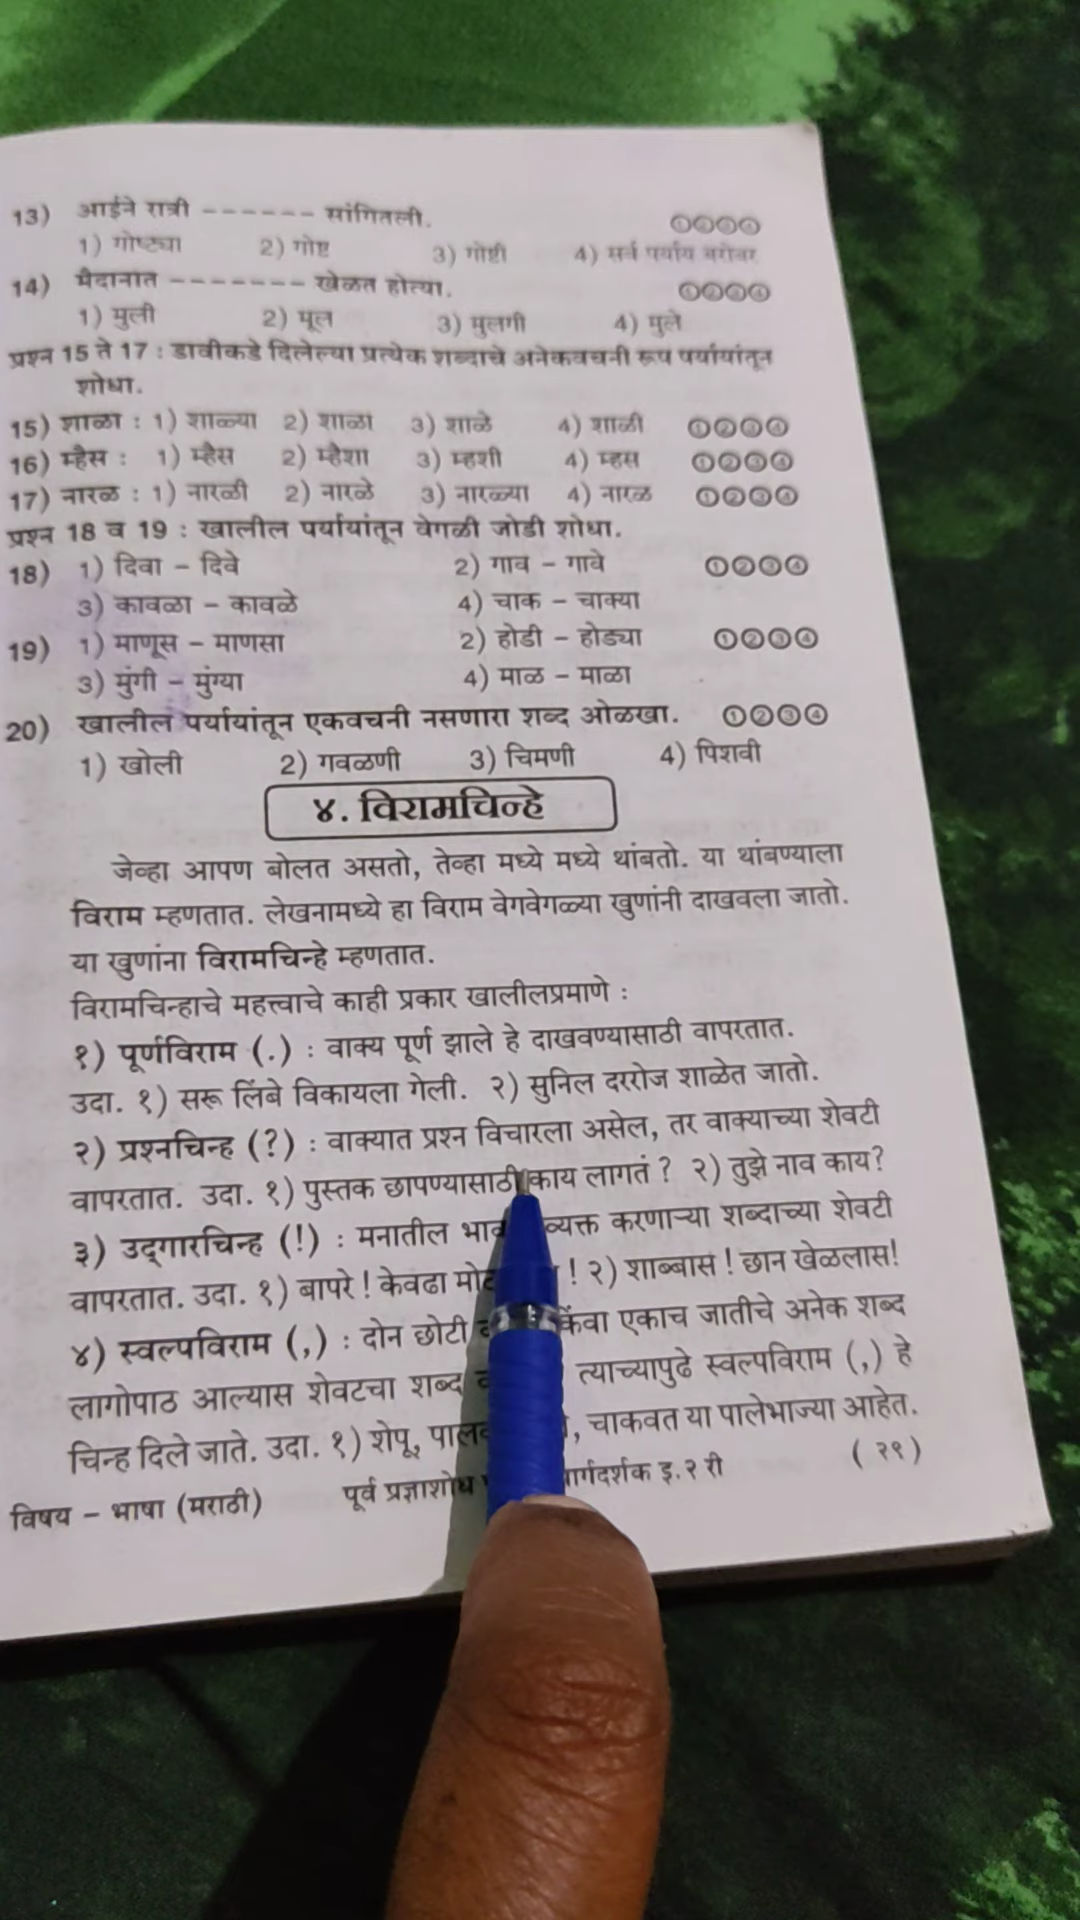 13) आईने रात्री ------ सांगितली. ①②③④
1) गोष्ट्या 2) गोष्ट 3) गोष्टी 4) सर्व पर्याय बरोबर
14) मैदानात ------- खेळत होत्या. ①②③④
1) मुली 2) मूल 3) मुलगी 4) मुले
प्रश्न 15 ते 17 : डावीकडे दिलेल्या प्रत्येक शब्दाचे अनेकवचनी रूप पर्यायांतून
शोधा.
15) शाळा : 1) शाळ्या 2) शाळा 3) शाळे 4) शाळी ①②③④
16) म्हैस : 1) म्हैस 2) म्हैशा 3) म्हशी 4) म्हस ①②③④
17) नारळ : 1) नारळी 2) नारळे 3) नारळ्या 4) नारळ ①②③④
प्रश्न 18 व 19 : खालील पर्यायांतून वेगळी जोडी शोधा.
18) 1) दिवा - दिवे 2) गाव - गावे ①②③④
3) कावळा - कावळे 4) चाक - चाक्या
19) 1) माणूस - माणसा 2) होडी - होड्या ①②③④
3) मुंगी - मुंग्या 4) माळ - माळा
20) खालील पर्यायांतून एकवचनी नसणारा शब्द ओळखा. ①②③④
1) खोली 2) गवळणी 3) चिमणी 4) पिशवी
४. विरामचिन्हे
जेव्हा आपण बोलत असतो, तेव्हा मध्ये मध्ये थांबतो. या थांबण्याला
विराम म्हणतात. लेखनामध्ये हा विराम वेगवेगळ्या खुणांनी दाखवला जातो.
या खुणांना विरामचिन्हे म्हणतात.
विरामचिन्हाचे महत्त्वाचे काही प्रकार खालीलप्रमाणे :
१) पूर्णविराम (.) : वाक्य पूर्ण झाले हे दाखवण्यासाठी वापरतात.
उदा. १) सरू लिंबे विकायला गेली. २) सुनिल दररोज शाळेत जातो.
२) प्रश्नचिन्ह (?) : वाक्यात प्रश्न विचारला असेल, तर वाक्याच्या शेवटी
वापरतात. उदा. १) पुस्तक छापण्यासाठी काय लागतं ? २) तुझे नाव काय?
३) उद्‌गारचिन्ह (!) : मनातील भाव व्यक्त करणाऱ्या शब्दाच्या शेवटी
वापरतात. उदा. १) बापरे ! केवढा ! २) शाब्बास ! छान खेळलास!
४) स्वल्पविराम (,) : दोन छोटी किंवा एकाच जातीचे अनेक शब्द
लागोपाठ आल्यास शेवटचा शब्द त्याच्यापुढे स्वल्पविराम (,) हे
चिन्ह दिले जाते. उदा. १) शेपू, , चाकवत या पालेभाज्या आहेत.
विषय - भाषा (मराठी) पूर्व इ.२ री ( २९ )